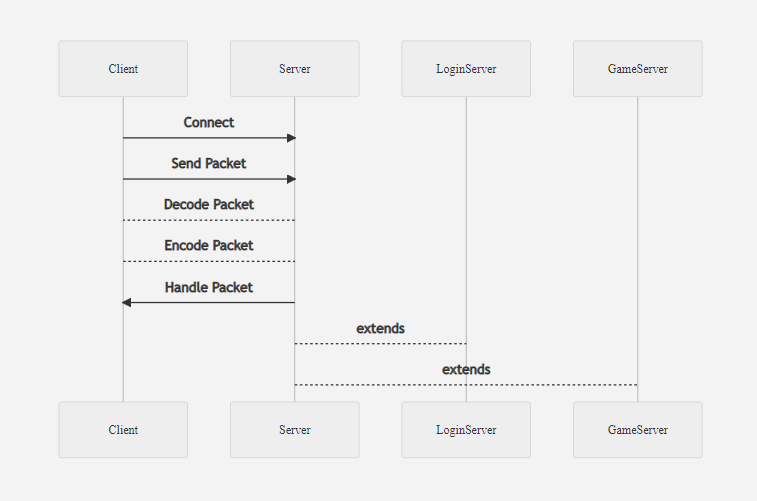 Client
Server
LoginServer
GameServer
Connect
Send Packet
Decode Packet
Encode Packet
Handle Packet
extends
extends
Client
Server
LoginServer
GameServer